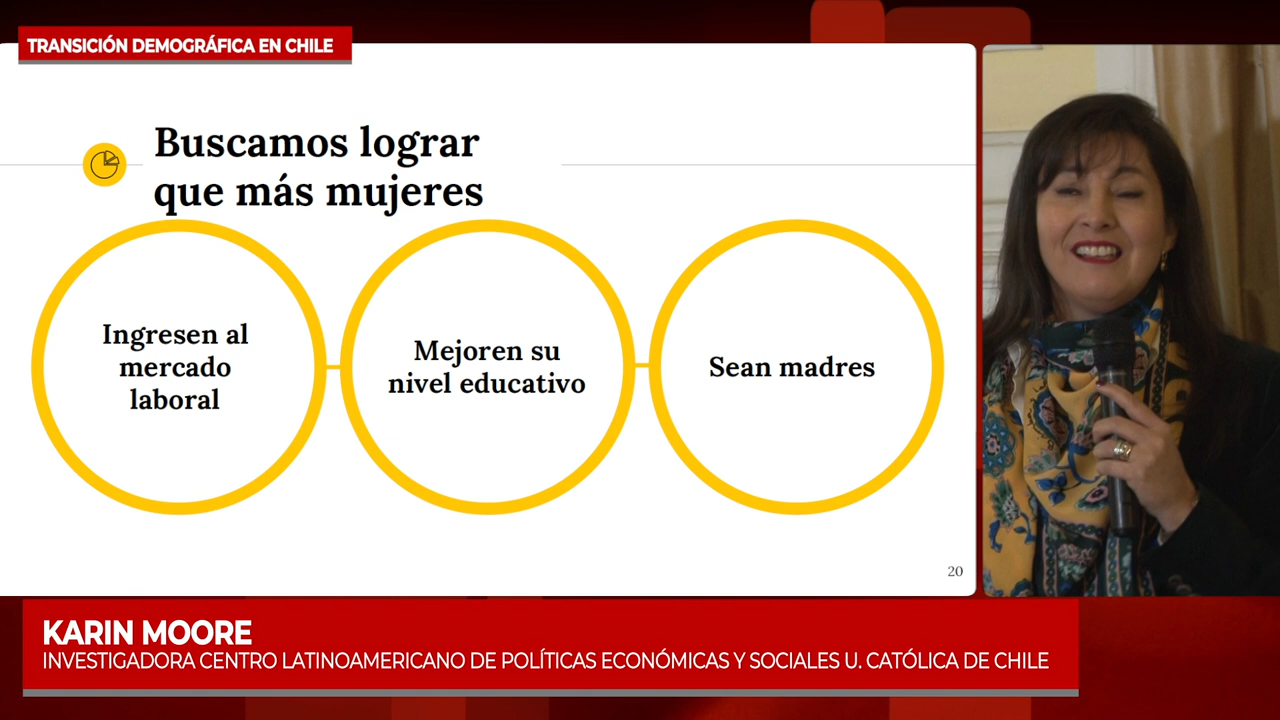 TRANSICIÓN DEMOGRÁFICA EN CHILE
Buscamos lograr
que más mujeres
Ingresen al
mercado
laboral
Mejoren su
nivel educativo
Sean madres
20
KARIN MOORE
INVESTIGADORA CENTRO LATINOAMERICANO DE POLÍTICAS ECONÓMICAS Y SOCIALES U. CATÓLICA DE CHILE